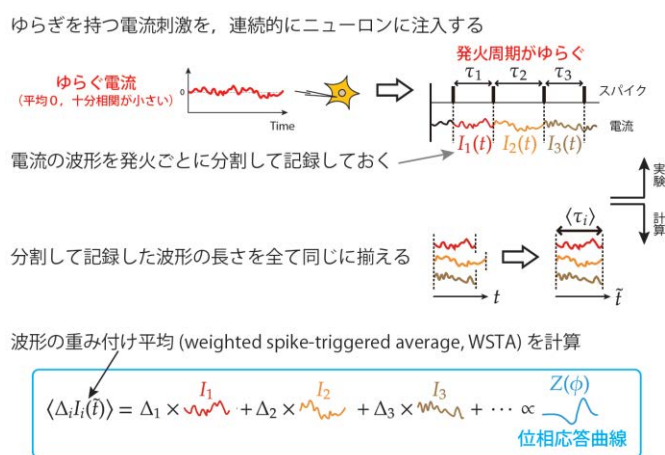 ゆらぎを持つ電流刺激を，連続的にニューロンに注入する
ゆらぐ電流
(平均0，十分相関が小さい)
0
Time
発火周期がゆらぐ
τ₁ τ₂ τ₃
スパイク
電流
I₁(t) I₂(t) I₃(t)
電流の波形を発火ごとに分割して記録しておく
実験
計算
分割して記録した波形の長さを全て同じに揃える
⟨τᵢ⟩
t
t̃
波形の重み付け平均 (weighted spike-triggered average, WSTA) を計算
I₁ I₂ I₃ Z(ϕ)
⟨ΔᵢIᵢ(t̃)⟩ = Δ₁ × + Δ₂ × + Δ₃ × + ⋯ ∝
位相応答曲線